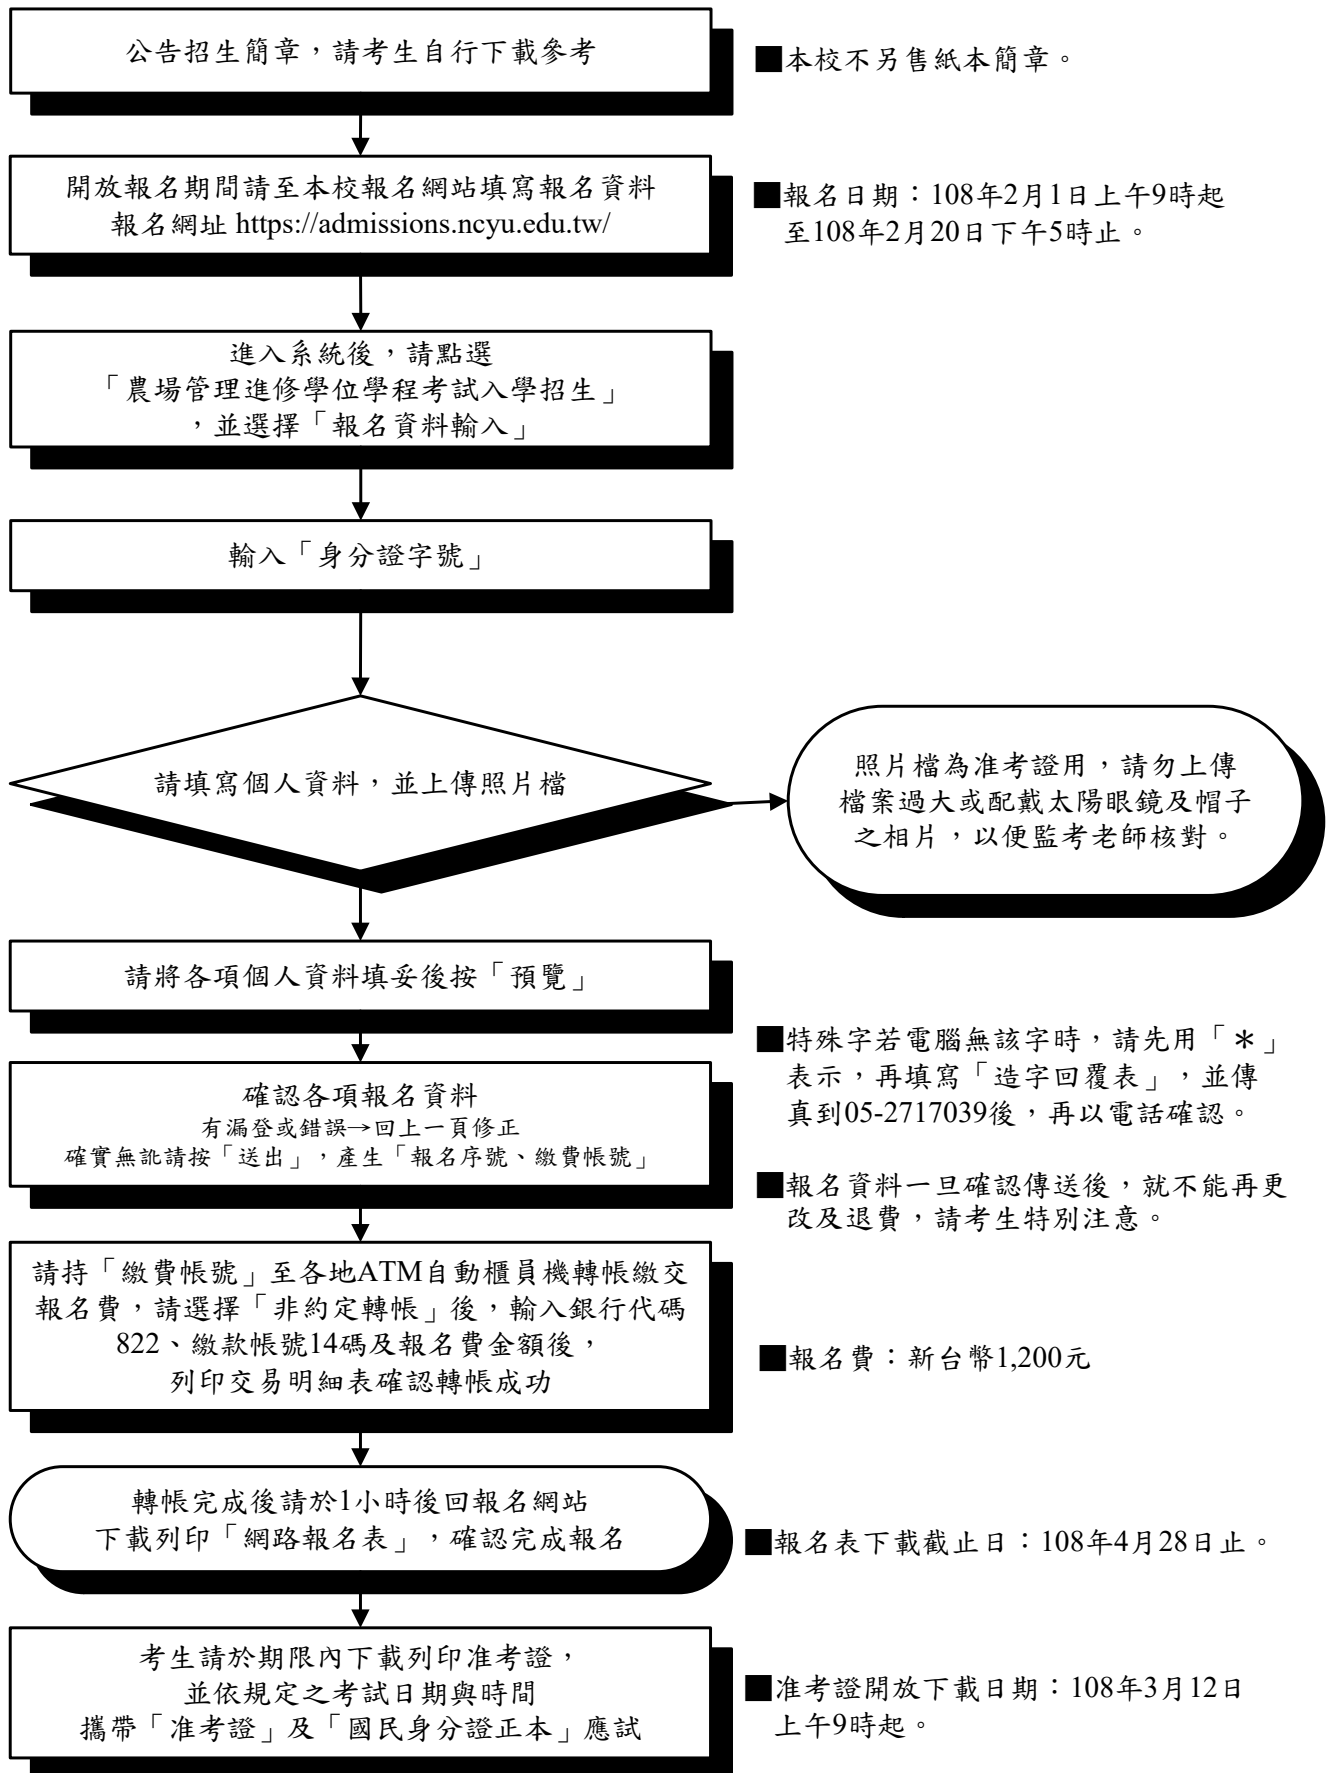 公告招生簡章，請考生自行下載參考
■本校不另售紙本簡章。
開放報名期間請至本校報名網站填寫報名資料
報名網址 https://admissions.ncyu.edu.tw/
■報名日期：108年2月1日上午9時起
至108年2月20日下午5時止。
進入系統後，請點選
「農場管理進修學位學程考試入學招生」
，並選擇「報名資料輸入」
輸入「身分證字號」
請填寫個人資料，並上傳照片檔
照片檔為准考證用，請勿上傳
檔案過大或配戴太陽眼鏡及帽子
之相片，以便監考老師核對。
請將各項個人資料填妥後按「預覽」
■特殊字若電腦無該字時，請先用「＊」
表示，再填寫「造字回覆表」，並傳
真到05-2717039後，再以電話確認。
確認各項報名資料
有漏登或錯誤→回上一頁修正
確實無訛請按「送出」，產生「報名序號、繳費帳號」
■報名資料一旦確認傳送後，就不能再更
改及退費，請考生特別注意。
請持「繳費帳號」至各地ATM自動櫃員機轉帳繳交
報名費，請選擇「非約定轉帳」後，輸入銀行代碼
822、繳款帳號14碼及報名費金額後，
列印交易明細表確認轉帳成功
■報名費：新台幣1,200元
轉帳完成後請於1小時後回報名網站
下載列印「網路報名表」，確認完成報名
■報名表下載截止日：108年4月28日止。
考生請於期限內下載列印准考證，
並依規定之考試日期與時間
攜帶「准考證」及「國民身分證正本」應試
■准考證開放下載日期：108年3月12日
上午9時起。